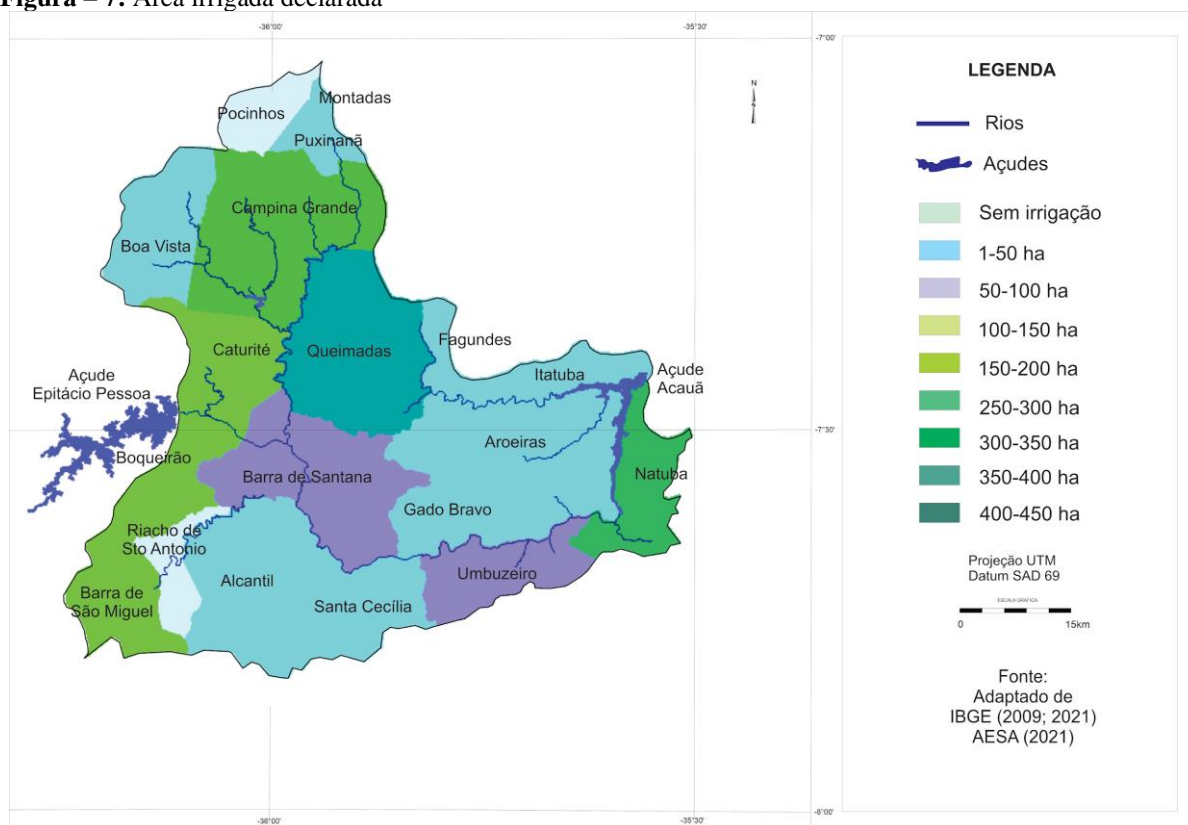 Figura – 7: Área irrigada declarada
-36°00'
-35°30'
-7°00'
N
Montadas
Pocinhos
Puxinanã
Campina Grande
Boa Vista
Fagundes
Caturité
Queimadas
Itatuba
Açude
Acauã
Açude
Epitácio Pessoa
Aroeiras
-7°30'
Boqueirão
Barra de Santana
Natuba
Gado Bravo
Riacho de
Sto Antonio
Alcantil
Umbuzeiro
Barra de
São Miguel
Santa Cecília
-36°00'
-35°30'
-8°00'
LEGENDA
Rios
Açudes
Sem irrigação
1-50 ha
50-100 ha
100-150 ha
150-200 ha
250-300 ha
300-350 ha
350-400 ha
400-450 ha
Projeção UTM
Datum SAD 69
ESCALA GRÁFICA
0 15km
Fonte:
Adaptado de
IBGE (2009; 2021)
AESA (2021)